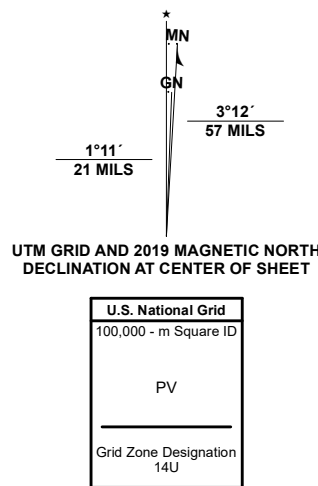 ★
MN
GN
3°12´
57 MILS
1°11´
21 MILS
UTM GRID AND 2019 MAGNETIC NORTH
DECLINATION AT CENTER OF SHEET
U.S. National Grid
100,000 - m Square ID
PV
Grid Zone Designation
14U